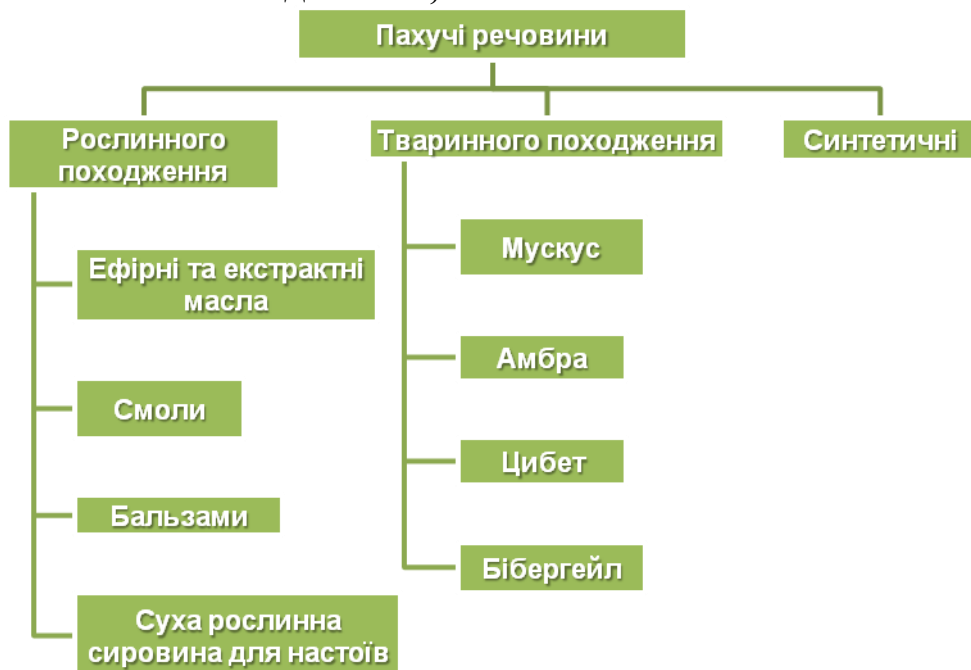 Пахучі речовини
Рослинного
походження
Тваринного походження
Синтетичні
Ефірні та екстрактні
масла
Смоли
Бальзами
Суха рослинна
сировина для настоїв
Мускус
Амбра
Цибет
Бібергейл